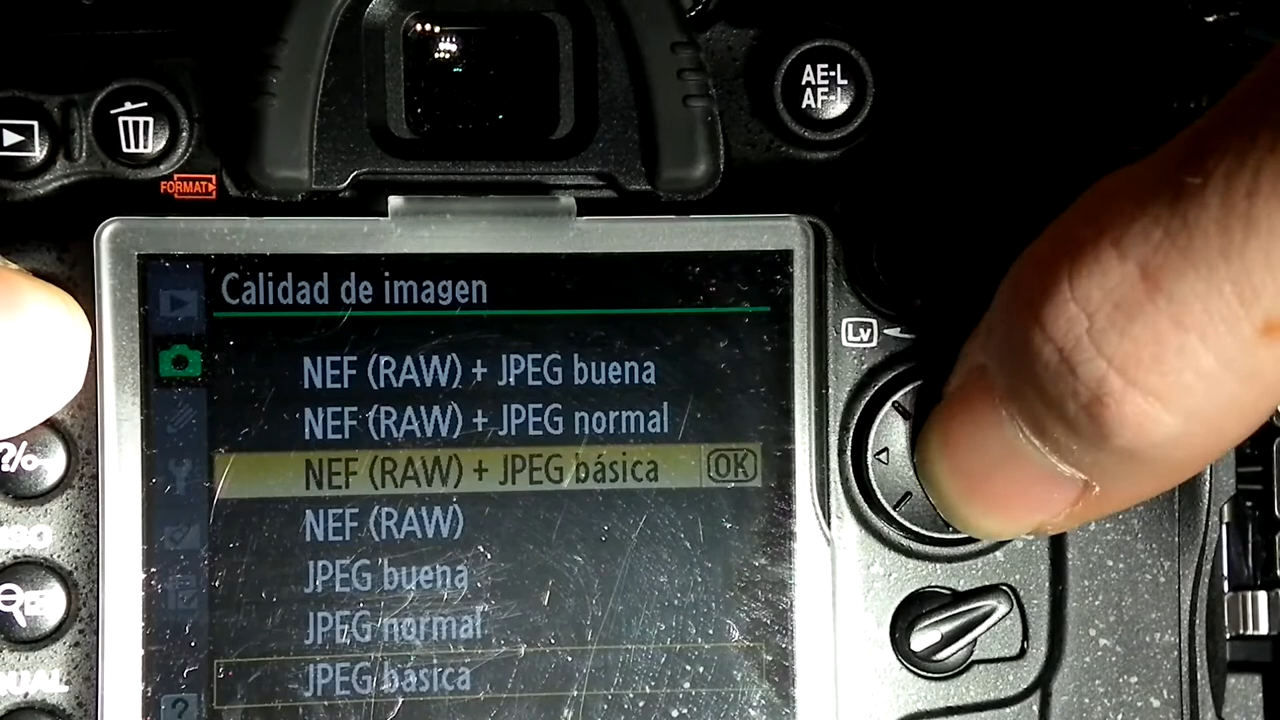 AE-L
AF-L
FORMAT
Lv
Calidad de imagen
NEF (RAW) + JPEG buena
NEF (RAW) + JPEG normal
NEF (RAW) + JPEG básica OK
NEF (RAW)
JPEG buena
JPEG normal
JPEG básica
?